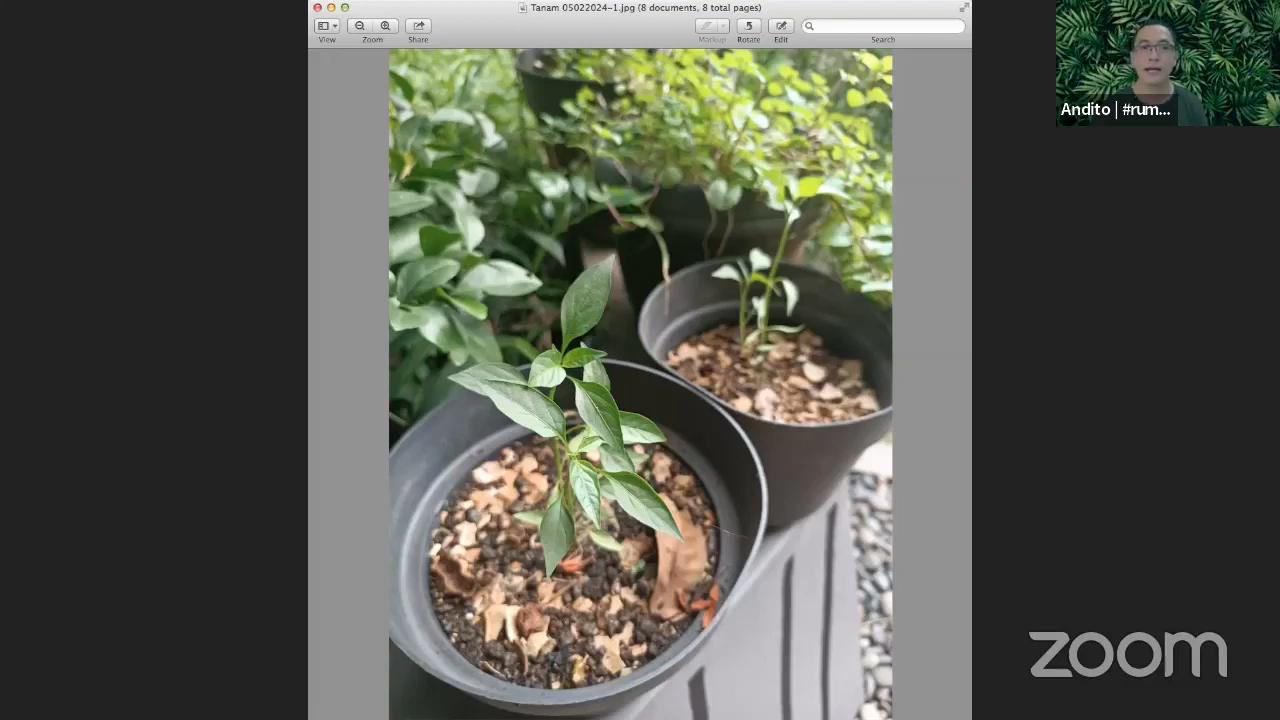 Tanam 05022024-1.jpg (8 documents, 8 total pages)
View
Zoom
Share
Markup
Rotate
Edit
Search
Andito | #rum...
zoom